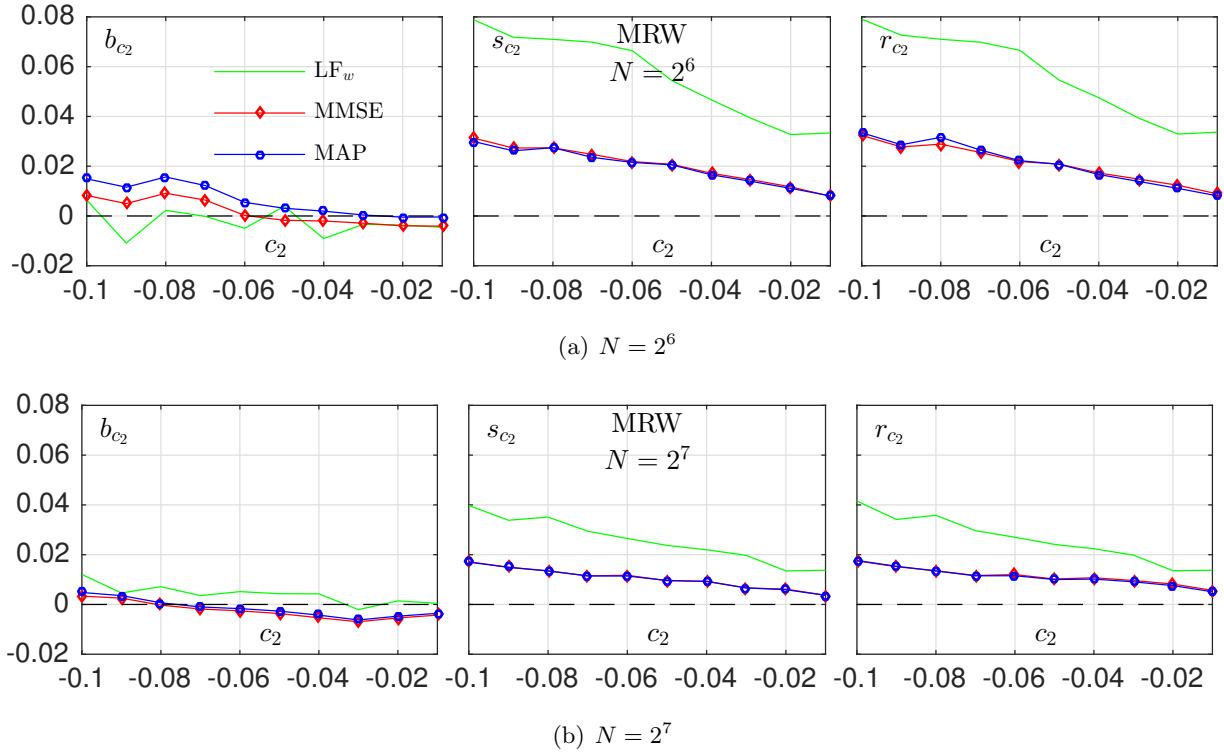 0.08
0.06
0.04
0.02
0
-0.02
b_{c_2}
LF_w
MMSE
MAP
c_2
-0.1 -0.08 -0.06 -0.04 -0.02
s_{c_2}
MRW
N = 2^6
c_2
-0.1 -0.08 -0.06 -0.04 -0.02
r_{c_2}
c_2
-0.1 -0.08 -0.06 -0.04 -0.02
(a) N = 2^6
0.08
0.06
0.04
0.02
0
-0.02
b_{c_2}
c_2
-0.1 -0.08 -0.06 -0.04 -0.02
s_{c_2}
MRW
N = 2^7
c_2
-0.1 -0.08 -0.06 -0.04 -0.02
r_{c_2}
c_2
-0.1 -0.08 -0.06 -0.04 -0.02
(b) N = 2^7